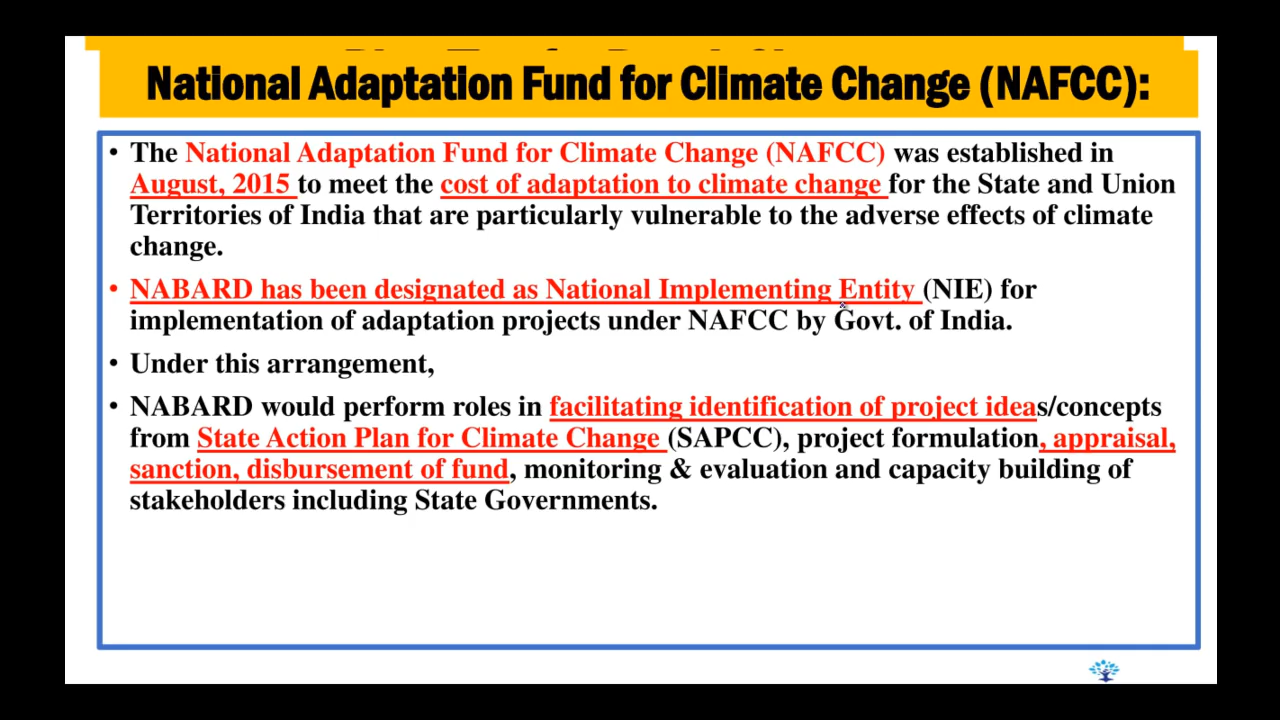 National Adaptation Fund for Climate Change (NAFCC):
• The National Adaptation Fund for Climate Change (NAFCC) was established in
August, 2015 to meet the cost of adaptation to climate change for the State and Union
Territories of India that are particularly vulnerable to the adverse effects of climate
change.
• NABARD has been designated as National Implementing Entity (NIE) for
implementation of adaptation projects under NAFCC by Govt. of India.
• Under this arrangement,
• NABARD would perform roles in facilitating identification of project ideas/concepts
from State Action Plan for Climate Change (SAPCC), project formulation, appraisal,
sanction, disbursement of fund, monitoring & evaluation and capacity building of
stakeholders including State Governments.